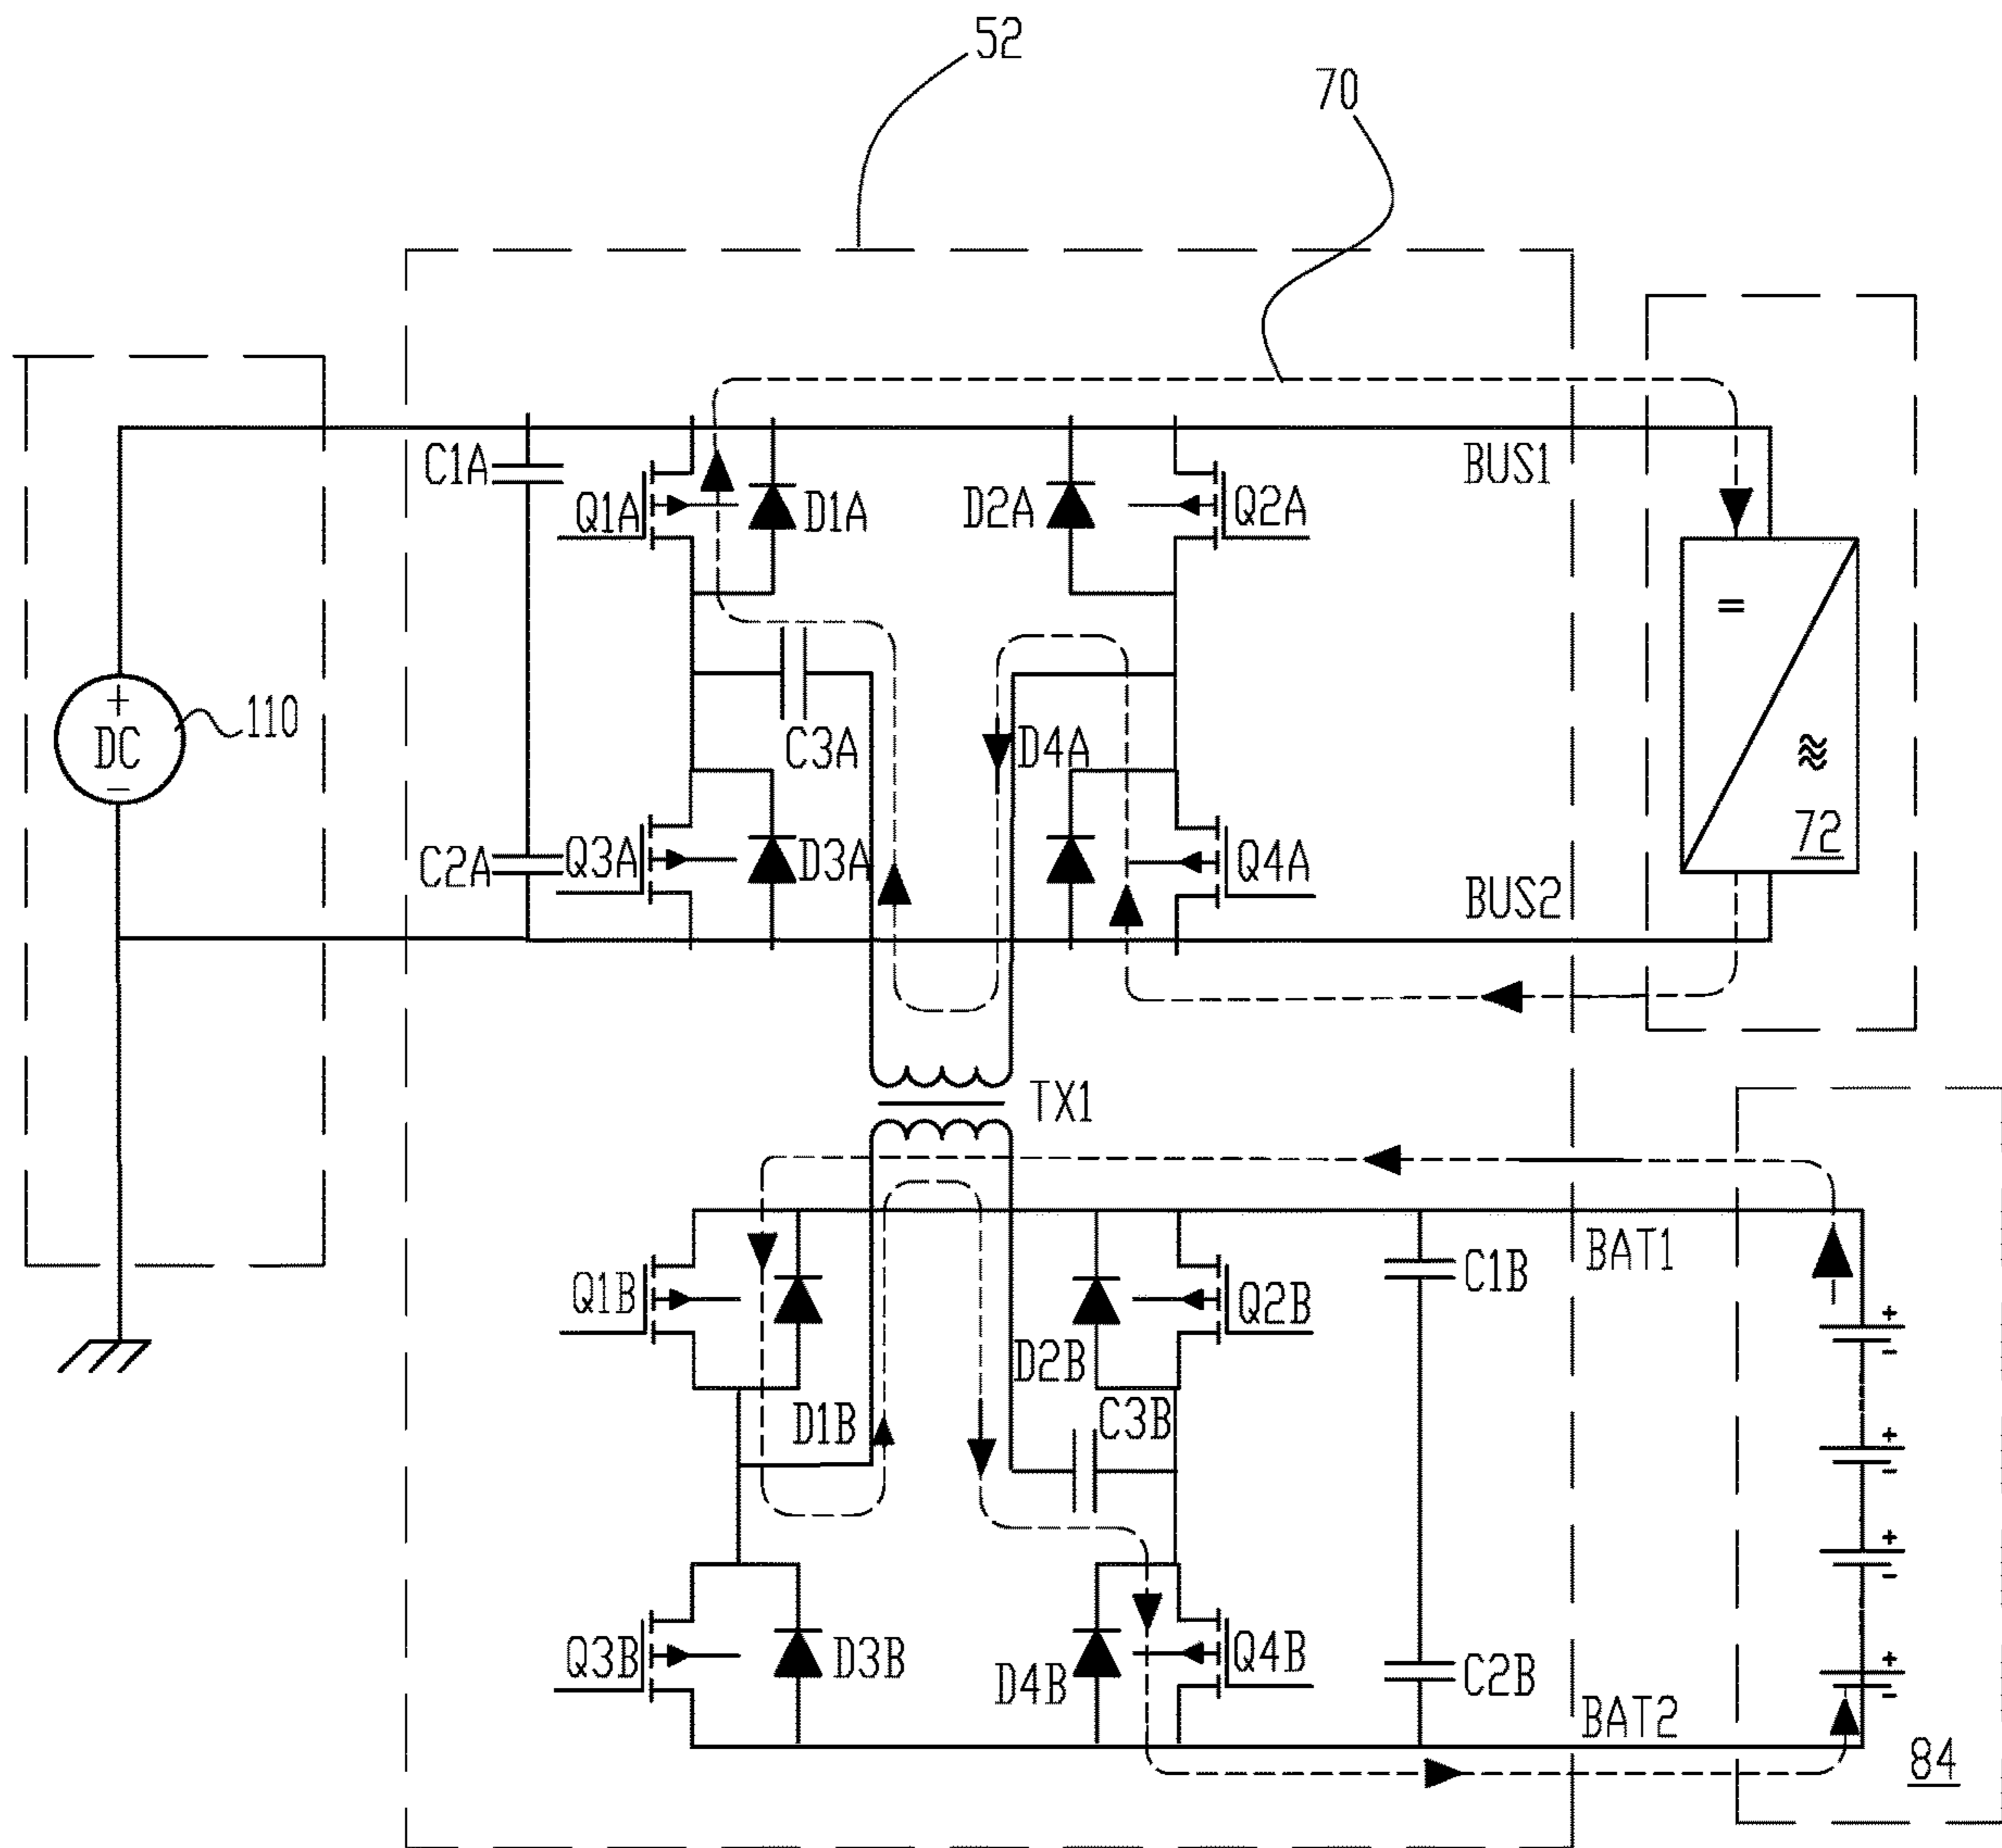 52
70
C1A
Q1A
D1A
D2A
Q2A
BUS1
=
+
DC
-
110
C3A
D4A
≋
72
C2A
Q3A
D3A
Q4A
BUS2
TX1
BAT1
Q1B
Q2B
C1B
D2B
+
-
D1B
C3B
+
-
+
-
Q3B
D3B
D4B
Q4B
C2B
+
-
BAT2
84